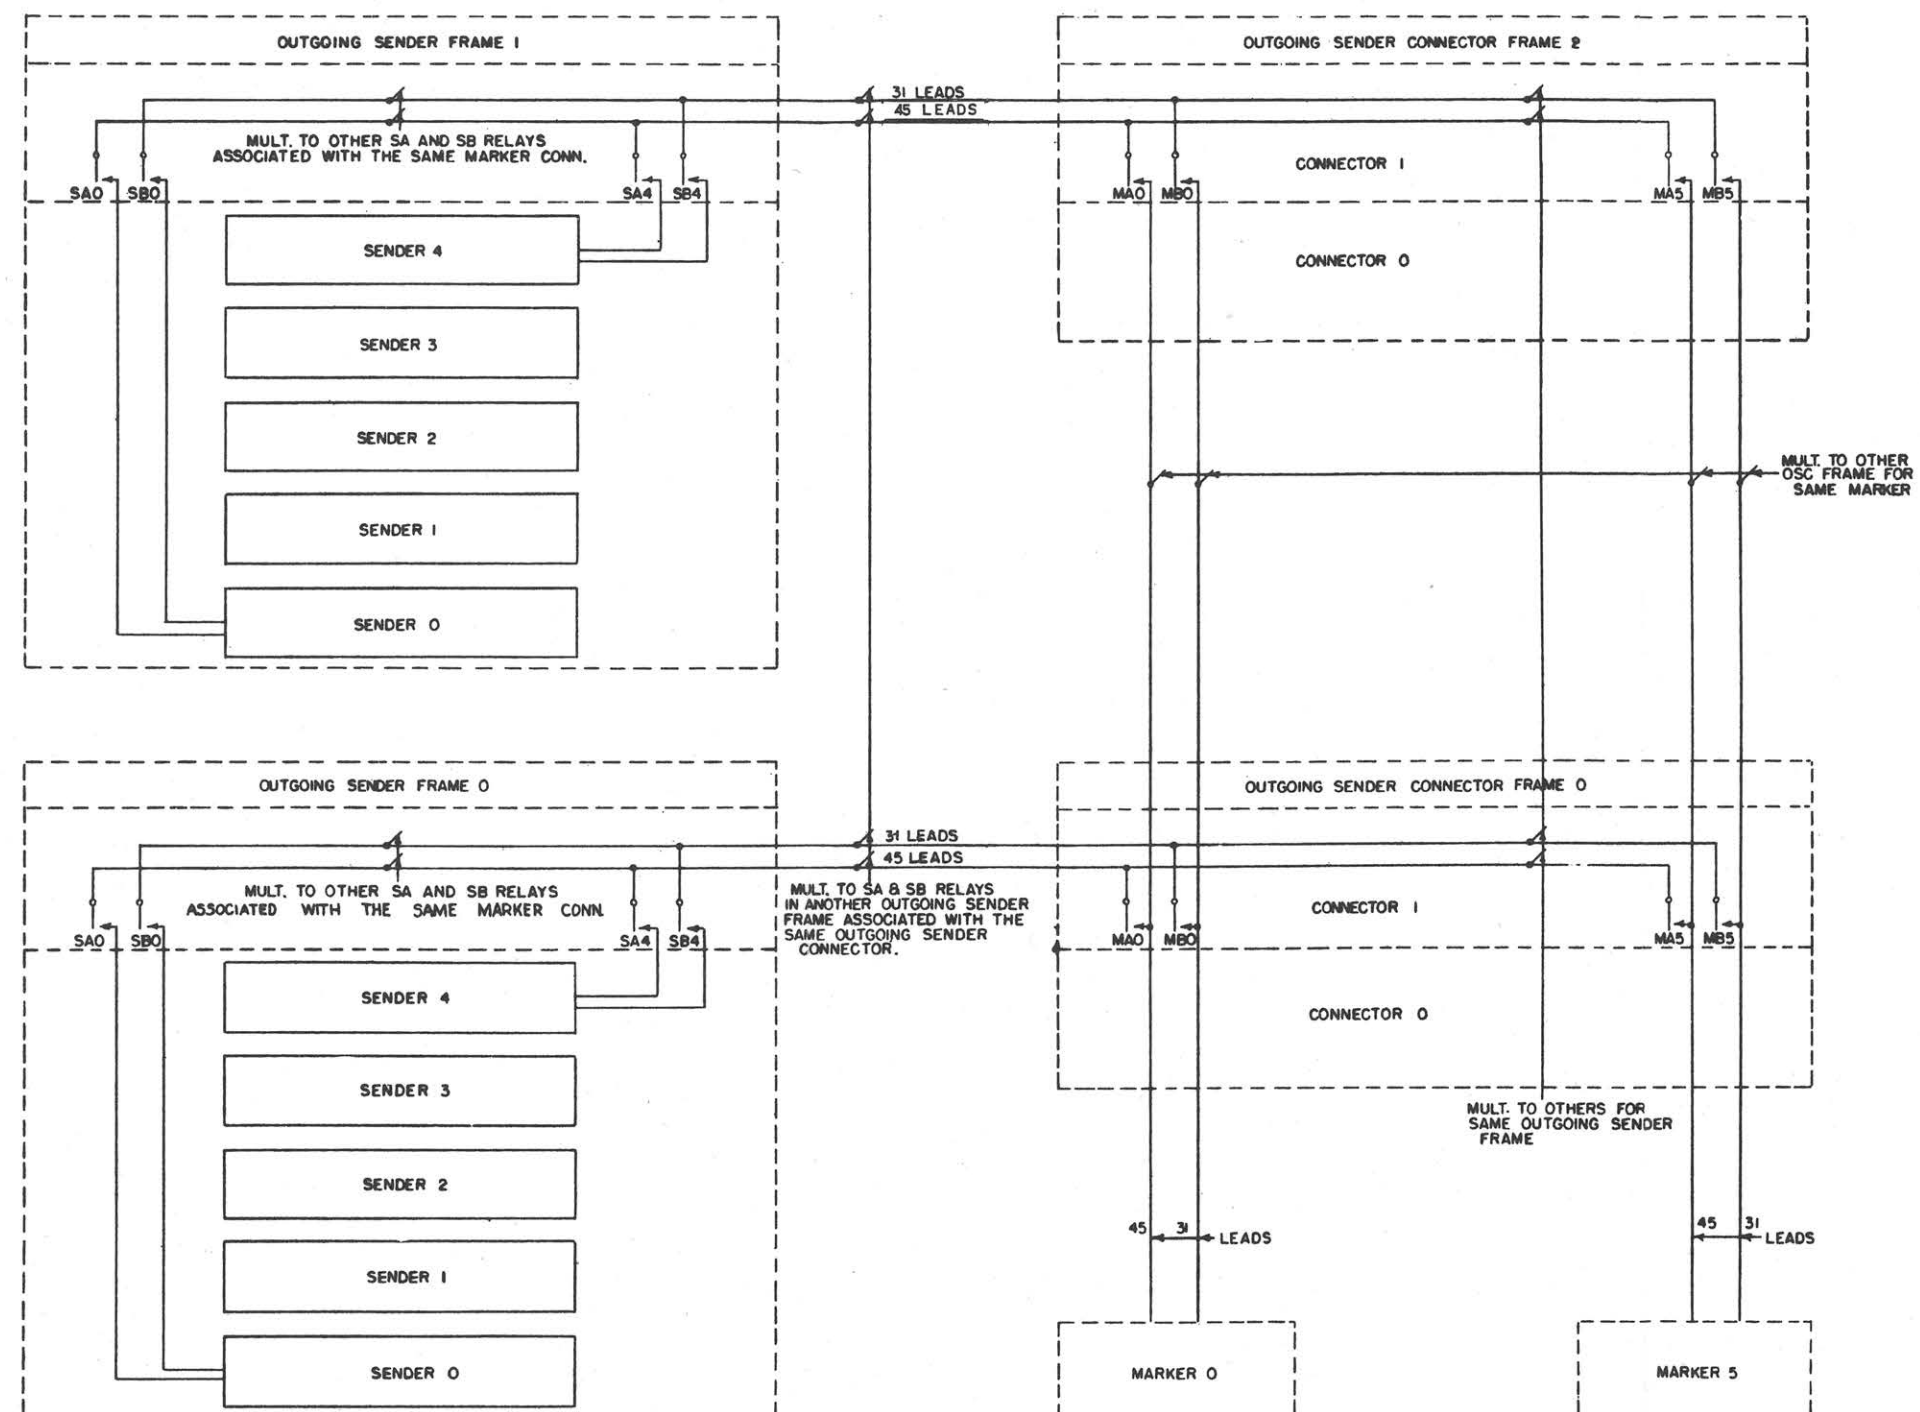 OUTGOING SENDER FRAME 1
31 LEADS
45 LEADS
MULT. TO OTHER SA AND SB RELAYS
ASSOCIATED WITH THE SAME MARKER CONN.
SA0 SB0 SA4 SB4
SENDER 4
SENDER 3
SENDER 2
SENDER 1
SENDER 0
OUTGOING SENDER CONNECTOR FRAME 2
CONNECTOR 1
MA0 MB0 MA5 MB5
CONNECTOR 0
MULT. TO OTHER
OSC FRAME FOR
SAME MARKER
OUTGOING SENDER FRAME 0
31 LEADS
45 LEADS
MULT. TO OTHER SA AND SB RELAYS
ASSOCIATED WITH THE SAME MARKER CONN.
SA0 SB0 SA4 SB4
SENDER 4
SENDER 3
SENDER 2
SENDER 1
SENDER 0
MULT. TO SA & SB RELAYS
IN ANOTHER OUTGOING SENDER
FRAME ASSOCIATED WITH THE
SAME OUTGOING SENDER
CONNECTOR.
OUTGOING SENDER CONNECTOR FRAME 0
CONNECTOR 1
MA0 MB0 MA5 MB5
CONNECTOR 0
MULT. TO OTHERS FOR
SAME OUTGOING SENDER
FRAME
45 31 LEADS
45 31 LEADS
MARKER 0
MARKER 5